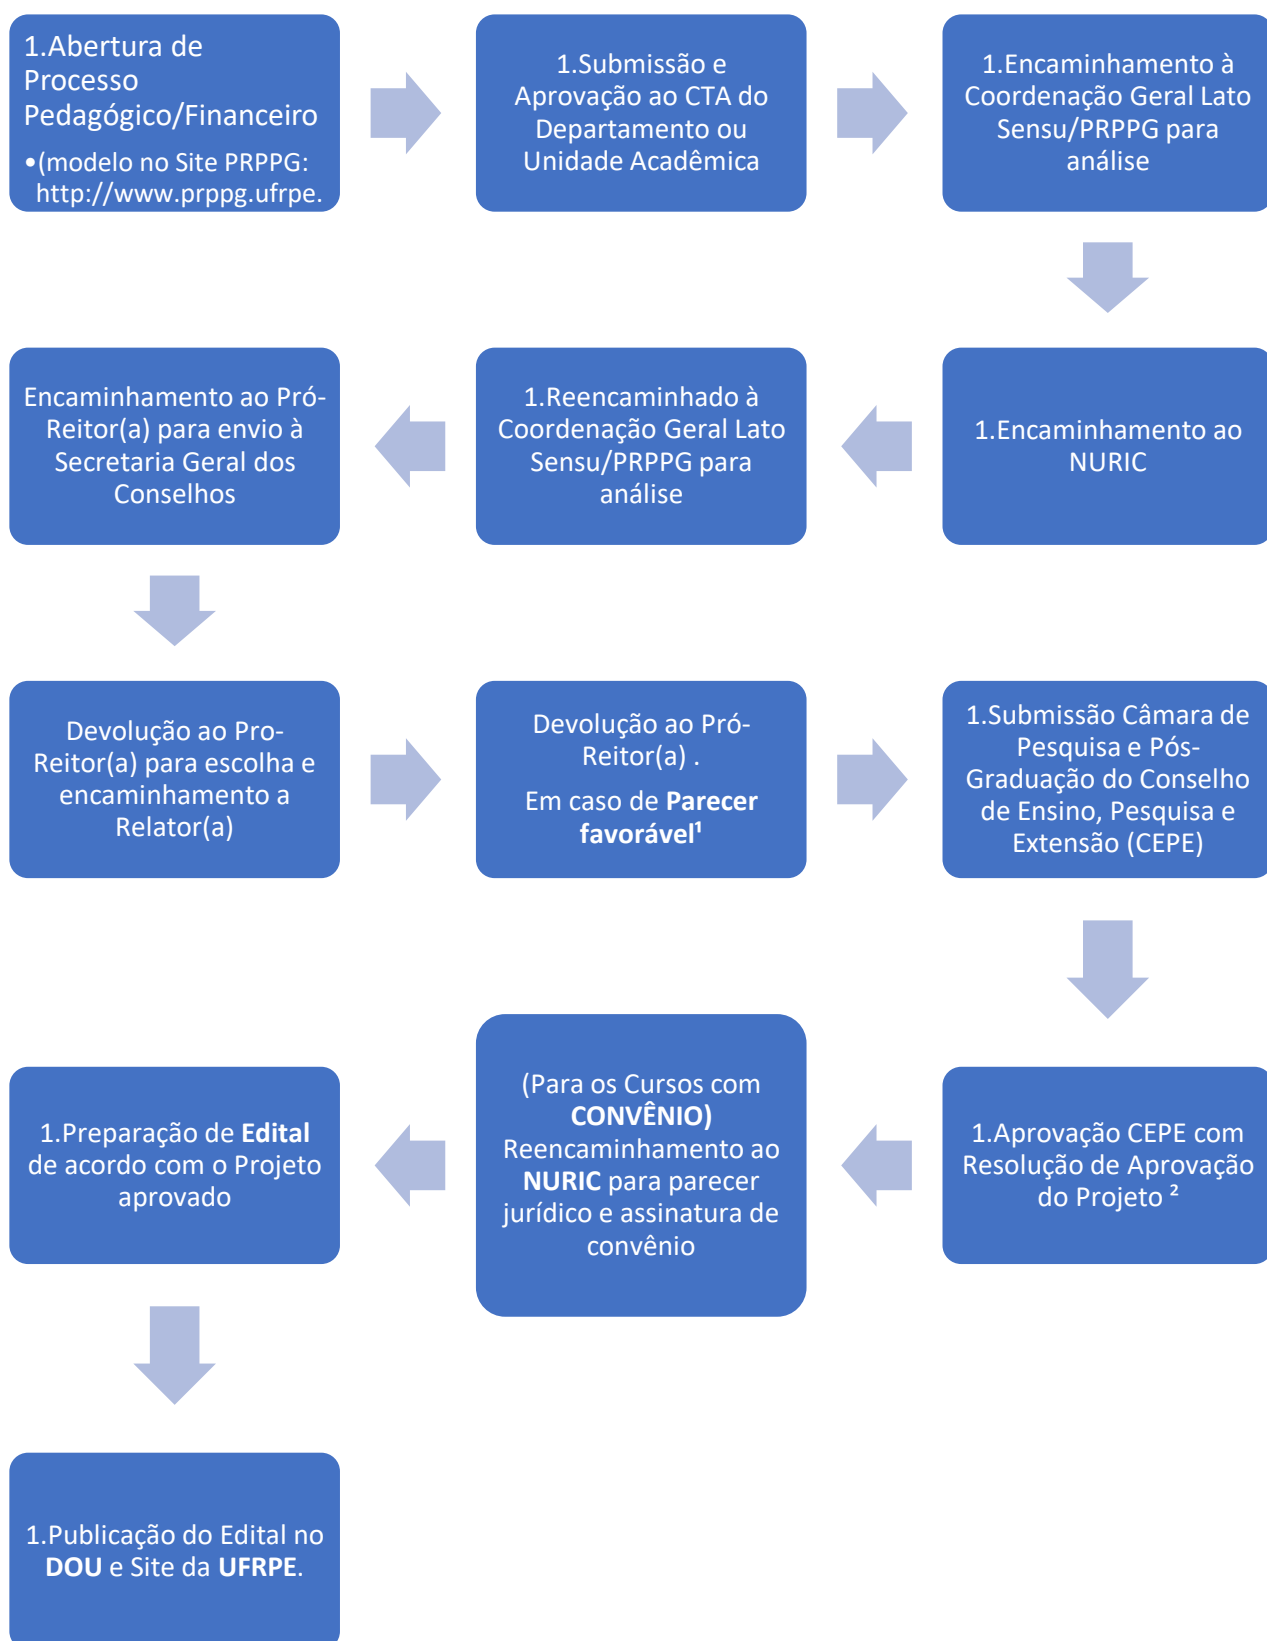 1.Abertura de
Processo
Pedagógico/Financeiro
•(modelo no Site PRPPG:
http://www.prppg.ufrpe.
1.Submissão e
Aprovação ao CTA do
Departamento ou
Unidade Acadêmica
1.Encaminhamento à
Coordenação Geral Lato
Sensu/PRPPG para
análise
1.Encaminhamento ao
NURIC
1.Reencaminhado à
Coordenação Geral Lato
Sensu/PRPPG para
análise
Encaminhamento ao Pró-
Reitor(a) para envio à
Secretaria Geral dos
Conselhos
Devolução ao Pro-
Reitor(a) para escolha e
encaminhamento a
Relator(a)
Devolução ao Pró-
Reitor(a) .
Em caso de Parecer
favorável¹
1.Submissão Câmara de
Pesquisa e Pós-
Graduação do Conselho
de Ensino, Pesquisa e
Extensão (CEPE)
1.Aprovação CEPE com
Resolução de Aprovação
do Projeto ²
(Para os Cursos com
CONVÊNIO)
Reencaminhamento ao
NURIC para parecer
jurídico e assinatura de
convênio
1.Preparação de Edital
de acordo com o Projeto
aprovado
1.Publicação do Edital no
DOU e Site da UFRPE.